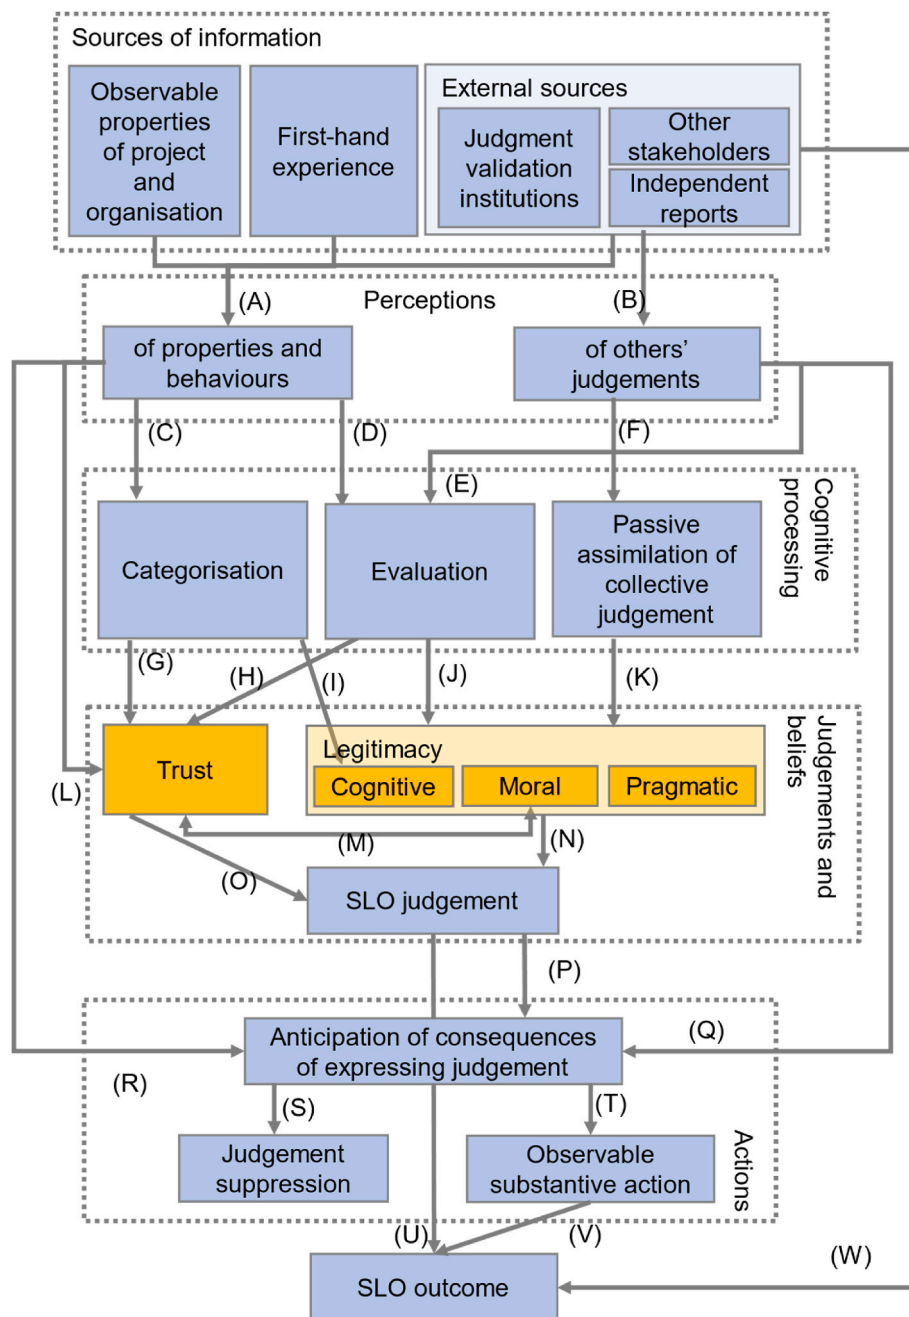 Sources of information
Observable
properties
of project
and
organisation
First-hand
experience
External sources
Judgment
validation
institutions
Other
stakeholders
Independent
reports
(A)
(B)
Perceptions
of properties and
behaviours
of others’
judgements
(C)
(D)
(F)
(E)
Cognitive
processing
Categorisation
Evaluation
Passive
assimilation of
collective
judgement
(G)
(H)
(I)
(J)
(K)
Judgements and
beliefs
Trust
Legitimacy
Cognitive
Moral
Pragmatic
(L)
(M)
(N)
(O)
SLO judgement
(P)
Anticipation of consequences
of expressing judgement
(Q)
(R)
(S)
(T)
Judgement
suppression
Observable
substantive action
Actions
(U)
(V)
(W)
SLO outcome